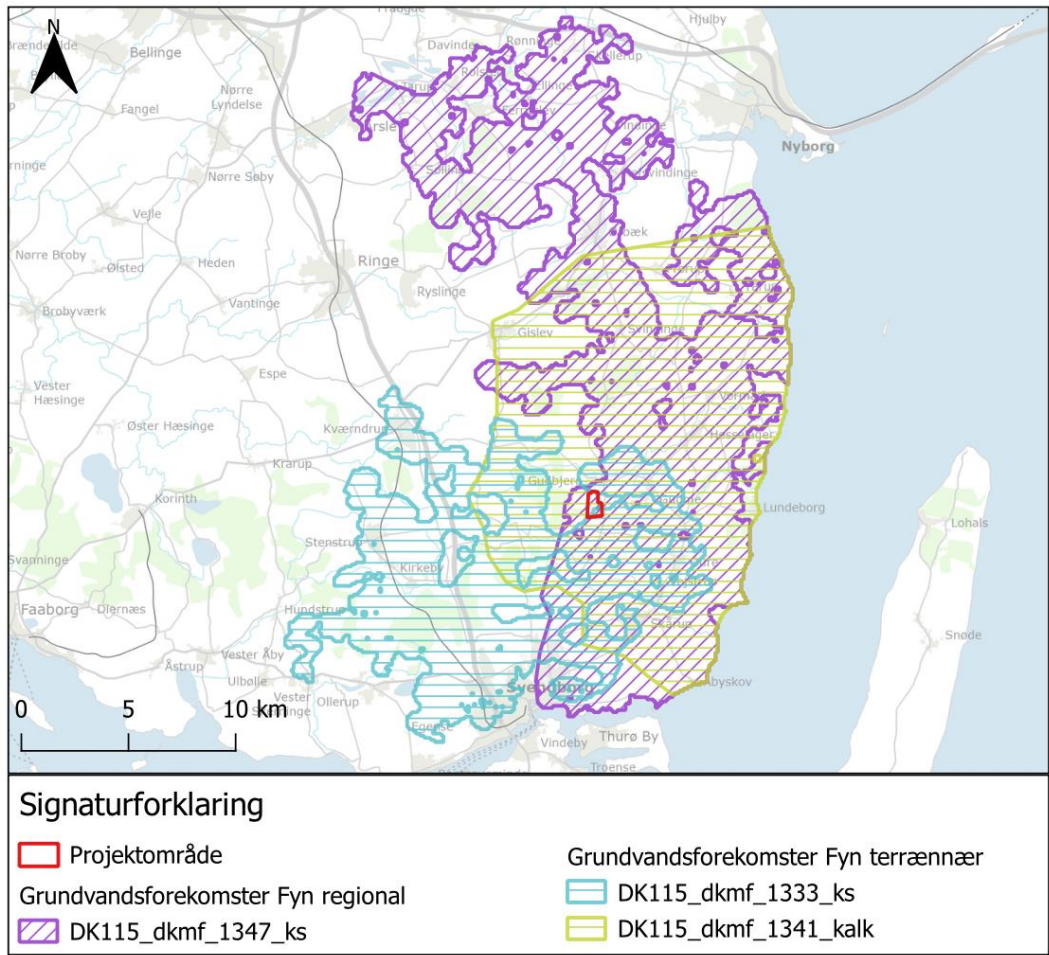 N
Hjulby
Davinde
Bellinge
Nørre
Lyndelse
Fangel
Nyborg
Nørre Søby
Vejle
Nørre Broby
Ølsted
Heden
Ringe
Ryslinge
Vantinge
Brobyværk
Gislev
Espe
Vester
Hæsinge
Øster Hæsinge
Kværndrup
Krarup
Korinth
Lundeborg
Lohals
Stenstrup
Svanninge
Kirkeby
Faaborg
Diernæs
Hundstrup
Skårup
Snøde
Vester Åby
Åstrup
Ulbølle
Vester
Ollerup
Svendborg
Egense
Vindeby
Thurø By
Troense
0 5 10 km
Signaturforklaring
Projektområde
Grundvandsforekomster Fyn regional
DK115_dkmf_1347_ks
Grundvandsforekomster Fyn terrænnær
DK115_dkmf_1333_ks
DK115_dkmf_1341_kalk